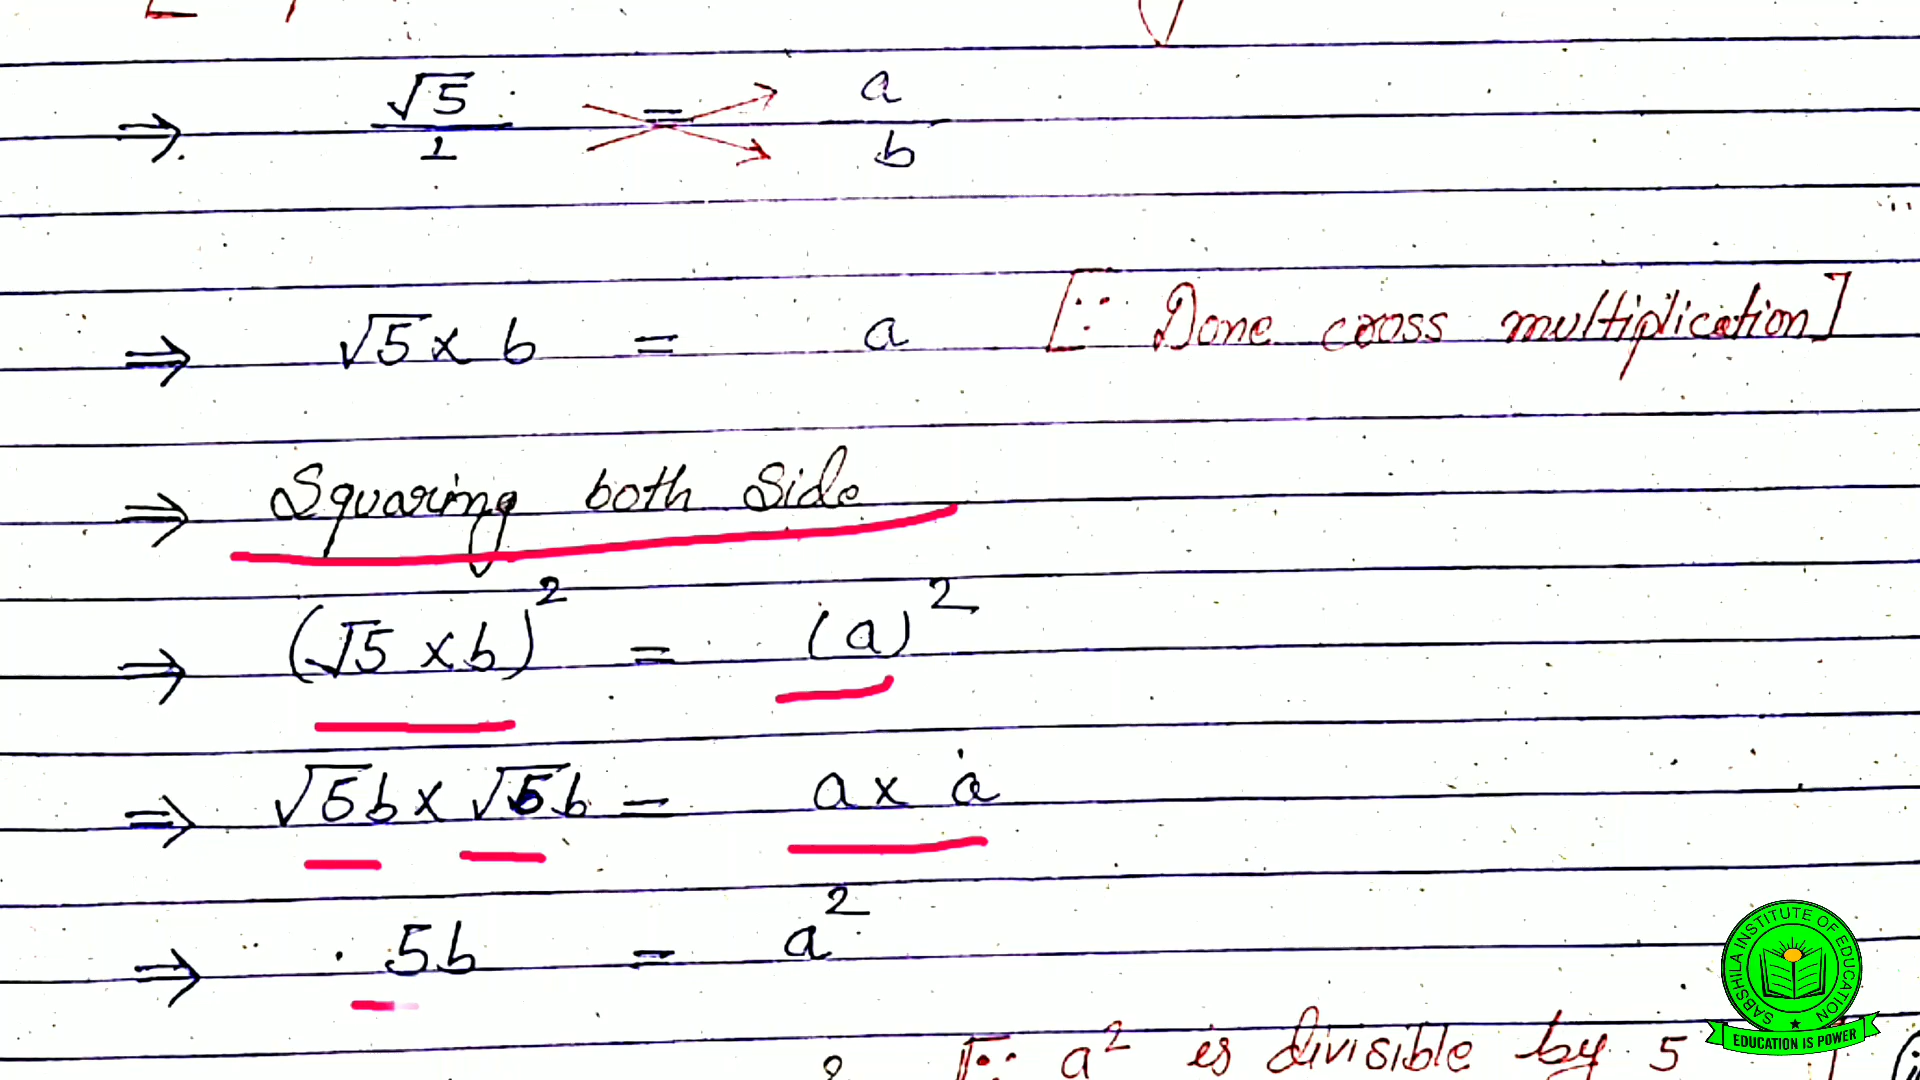 ⇒ √5/1 = a/b
⇒ √5 × b = a [∵ Done cross multiplication]
⇒ Squaring both side
⇒ (√5 × b)² = (a)²
⇒ √5b × √5b = a × a
⇒ 5b = a²
[∵ a² is divisible by 5
SABSHILA INSTITUTE OF EDUCATION
EDUCATION IS POWER